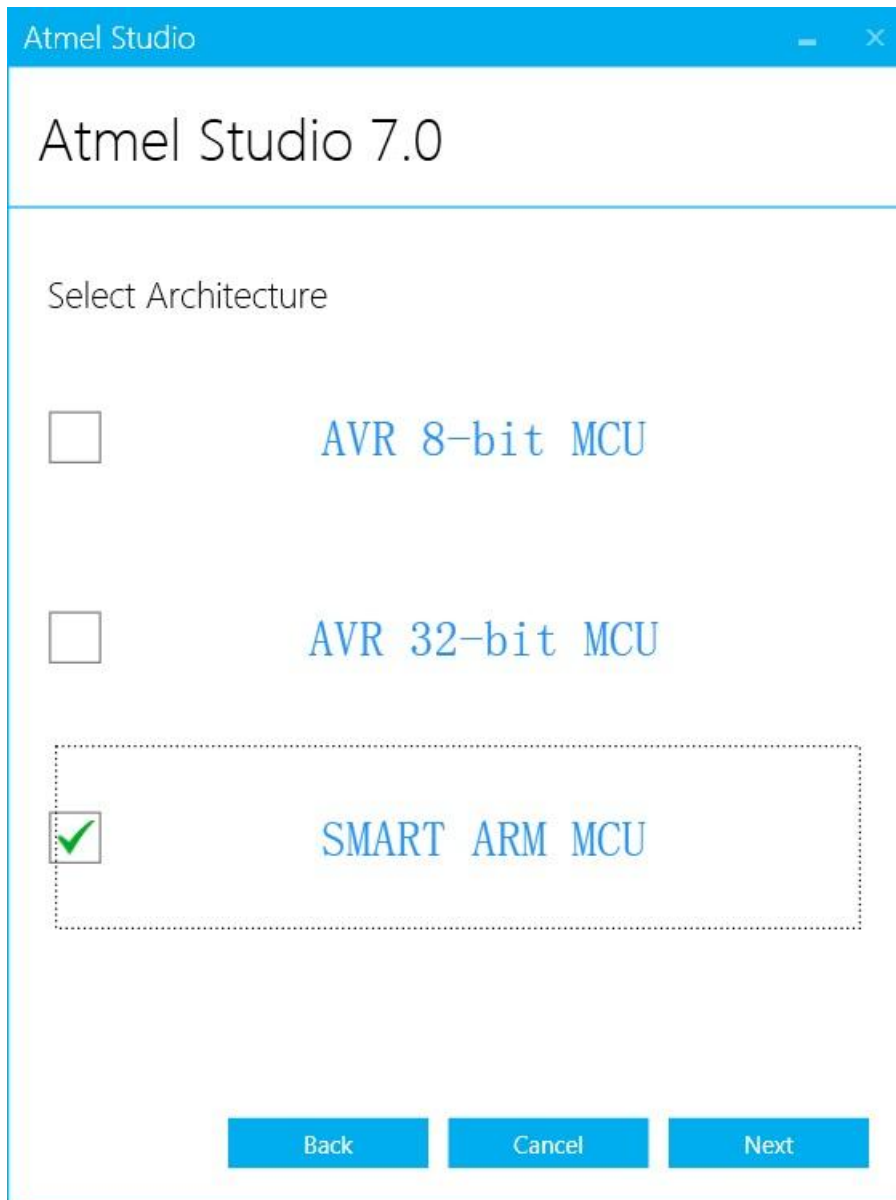 Atmel Studio
Atmel Studio 7.0
Select Architecture
AVR 8-bit MCU
AVR 32-bit MCU
SMART ARM MCU
Back Cancel Next